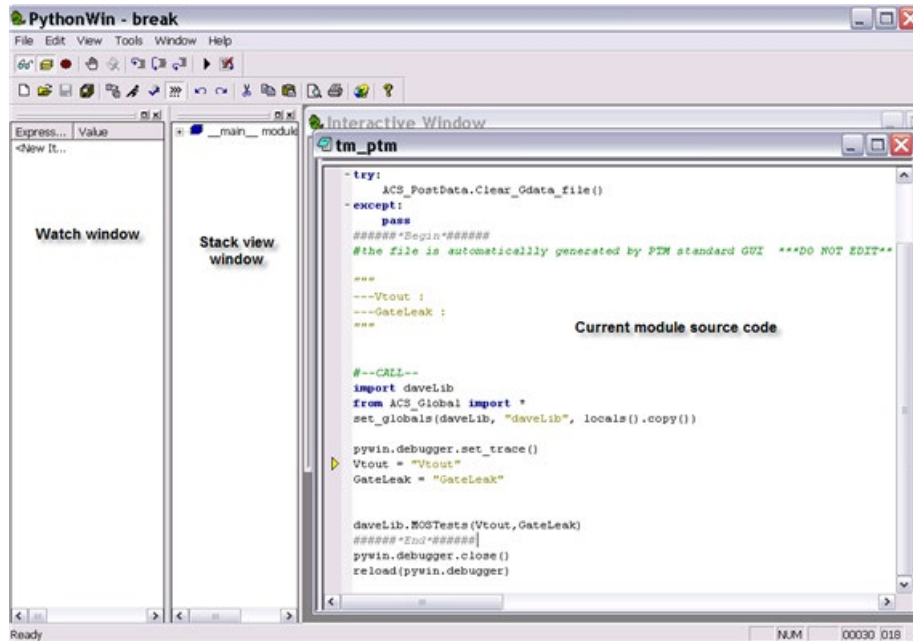 PythonWin - break
File Edit View Tools Window Help
Interactive Window
Express... Value
<New It...
__main__ module
tm_ptm
Watch window
Stack view
window
try:
ACS_PostData.Clear_Gdata_file()
except:
pass
######*Begin*######
#the file is automaticallly generated by PTM standard GUI ***DO NOT EDIT**
"""
---Vtout :
---GateLeak :
"""
Current module source code
#--CALL--
import daveLib
from ACS_Global import *
set_globals(daveLib, "daveLib", locals().copy())
pywin.debugger.set_trace()
Vtout = "Vtout"
GateLeak = "GateLeak"
daveLib.MOSTests(Vtout,GateLeak)
######*End*######
pywin.debugger.close()
reload(pywin.debugger)
Ready
NUM 00030 018